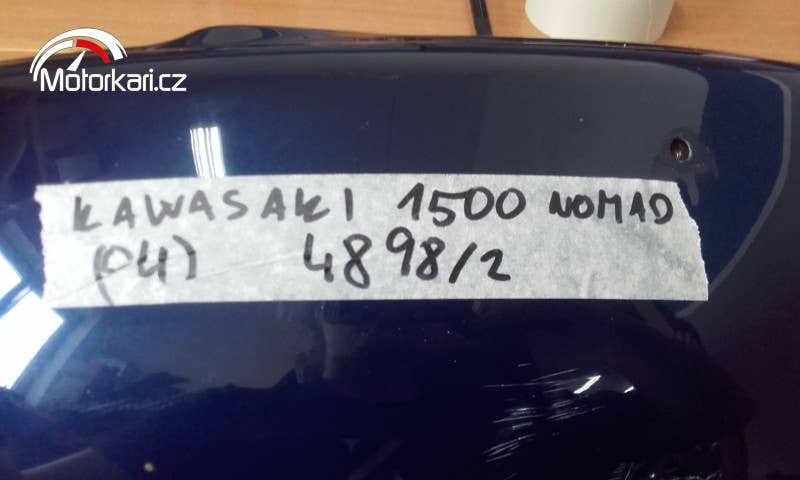 Motorkari.cz
KAWASAKI 1500 NOMAD
(04) 4898/2